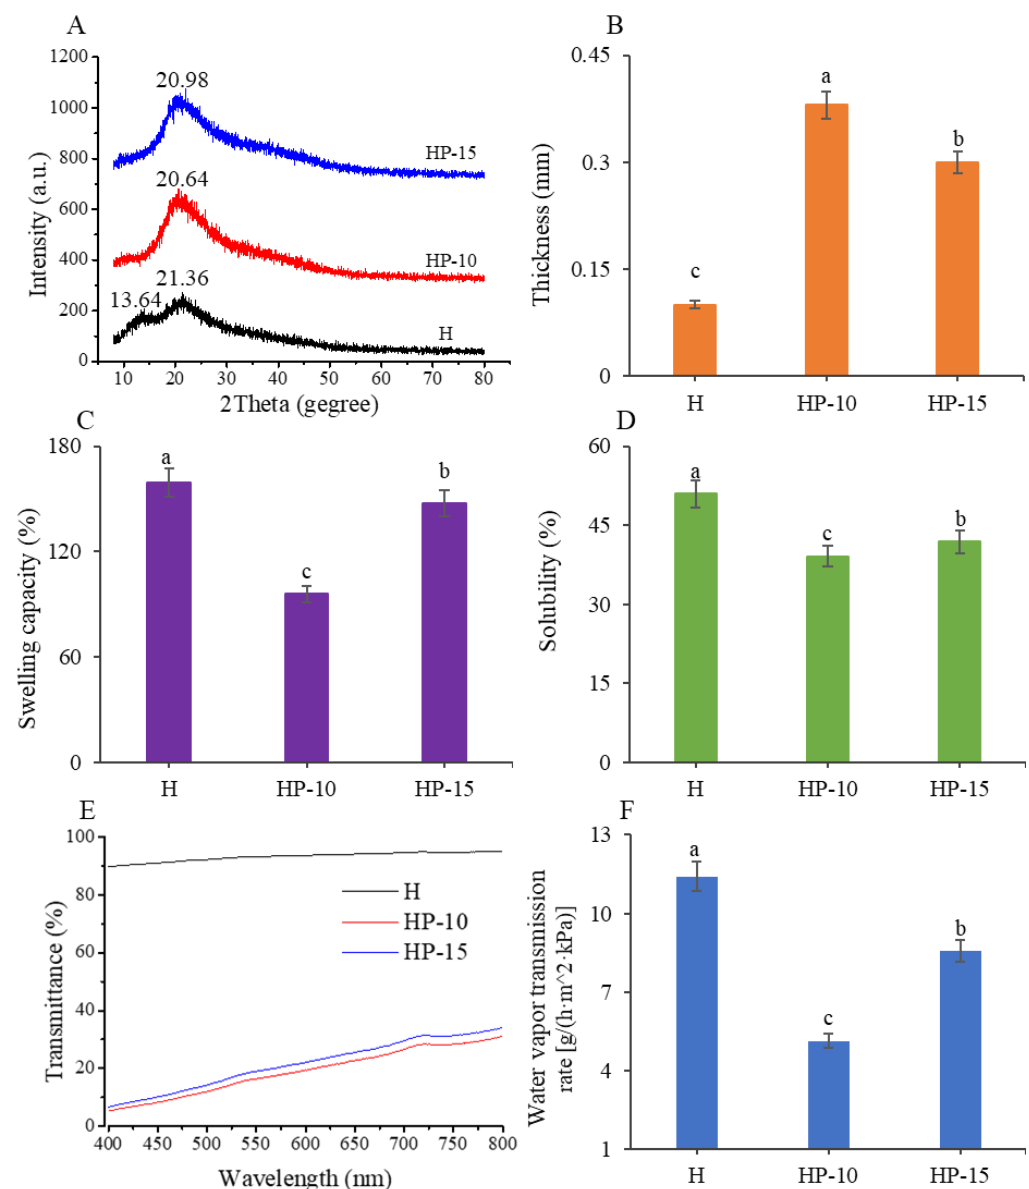 A
1200
1000
800
600
400
200
0
Intensity (a.u.)
20.98
HP-15
20.64
HP-10
21.36
13.64
H
10 20 30 40 50 60 70 80
2Theta (gegree)
B
0.45
0.3
0.15
0
Thickness (mm)
c
a
b
H HP-10 HP-15
C
180
120
60
0
Swelling capacity (%)
a
c
b
H HP-10 HP-15
D
60
45
30
15
0
Solubility (%)
a
c
b
H HP-10 HP-15
E
100
80
60
40
20
0
Transmittance (%)
H
HP-10
HP-15
400 450 500 550 600 650 700 750 800
Wavelength (nm)
F
13
10
7
4
1
Water vapor transmission
rate [g/(h·m^2·kPa)]
a
c
b
H HP-10 HP-15